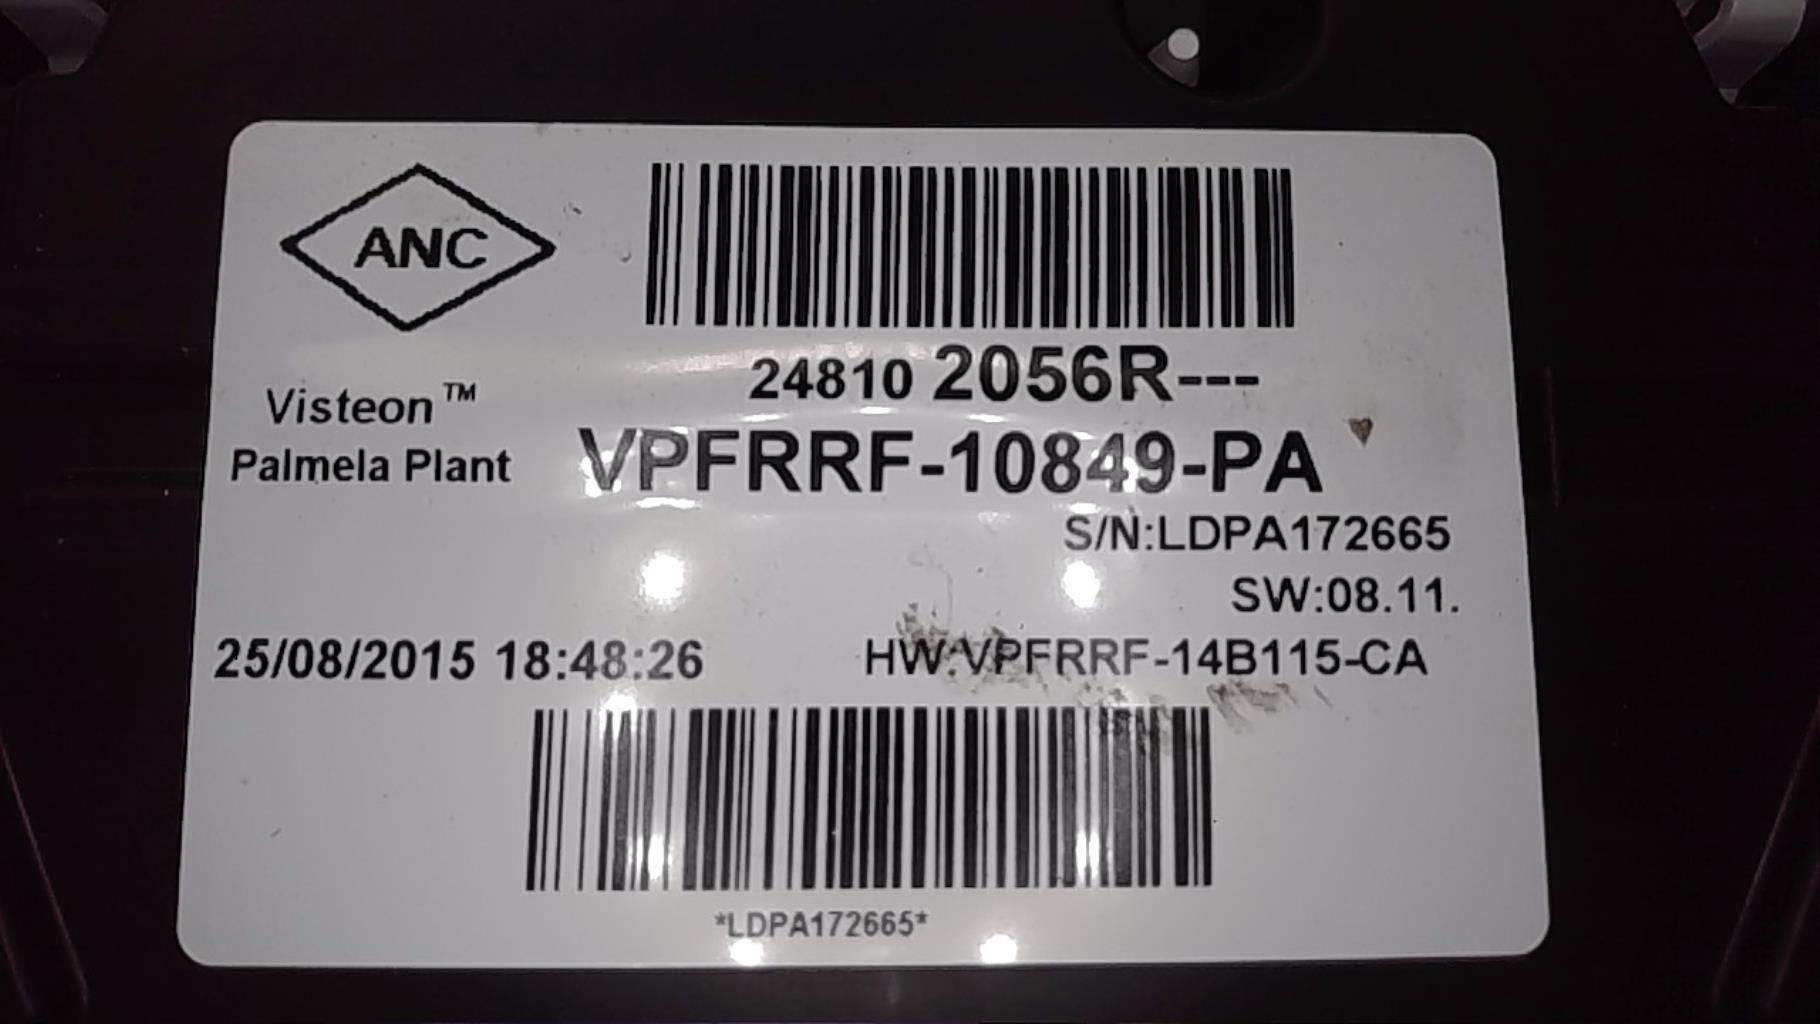 ANC
24810 2056R---
Visteon™
Palmela Plant
VPFRRF-10849-PA
S/N:LDPA172665
SW:08.11.
25/08/2015 18:48:26
HW:VPFRRF-14B115-CA
*LDPA172665*